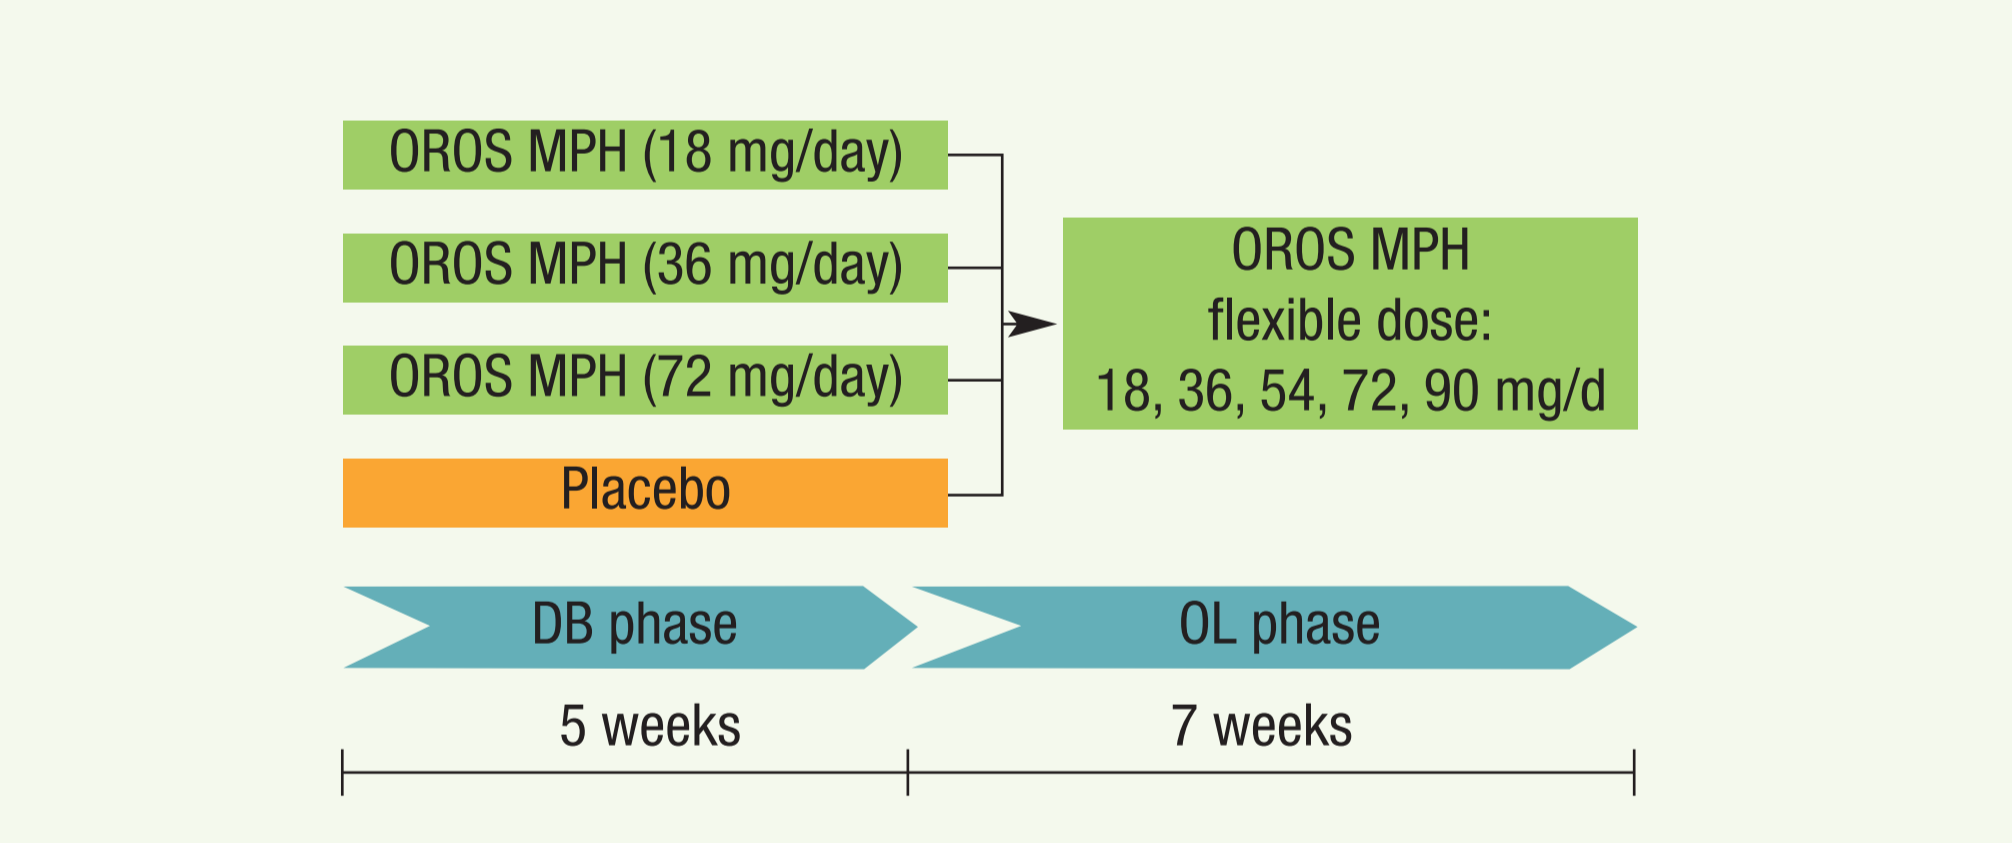 OROS MPH (18 mg/day)
OROS MPH (36 mg/day)
OROS MPH (72 mg/day)
Placebo
OROS MPH
flexible dose:
18, 36, 54, 72, 90 mg/d
DB phase
OL phase
5 weeks
7 weeks